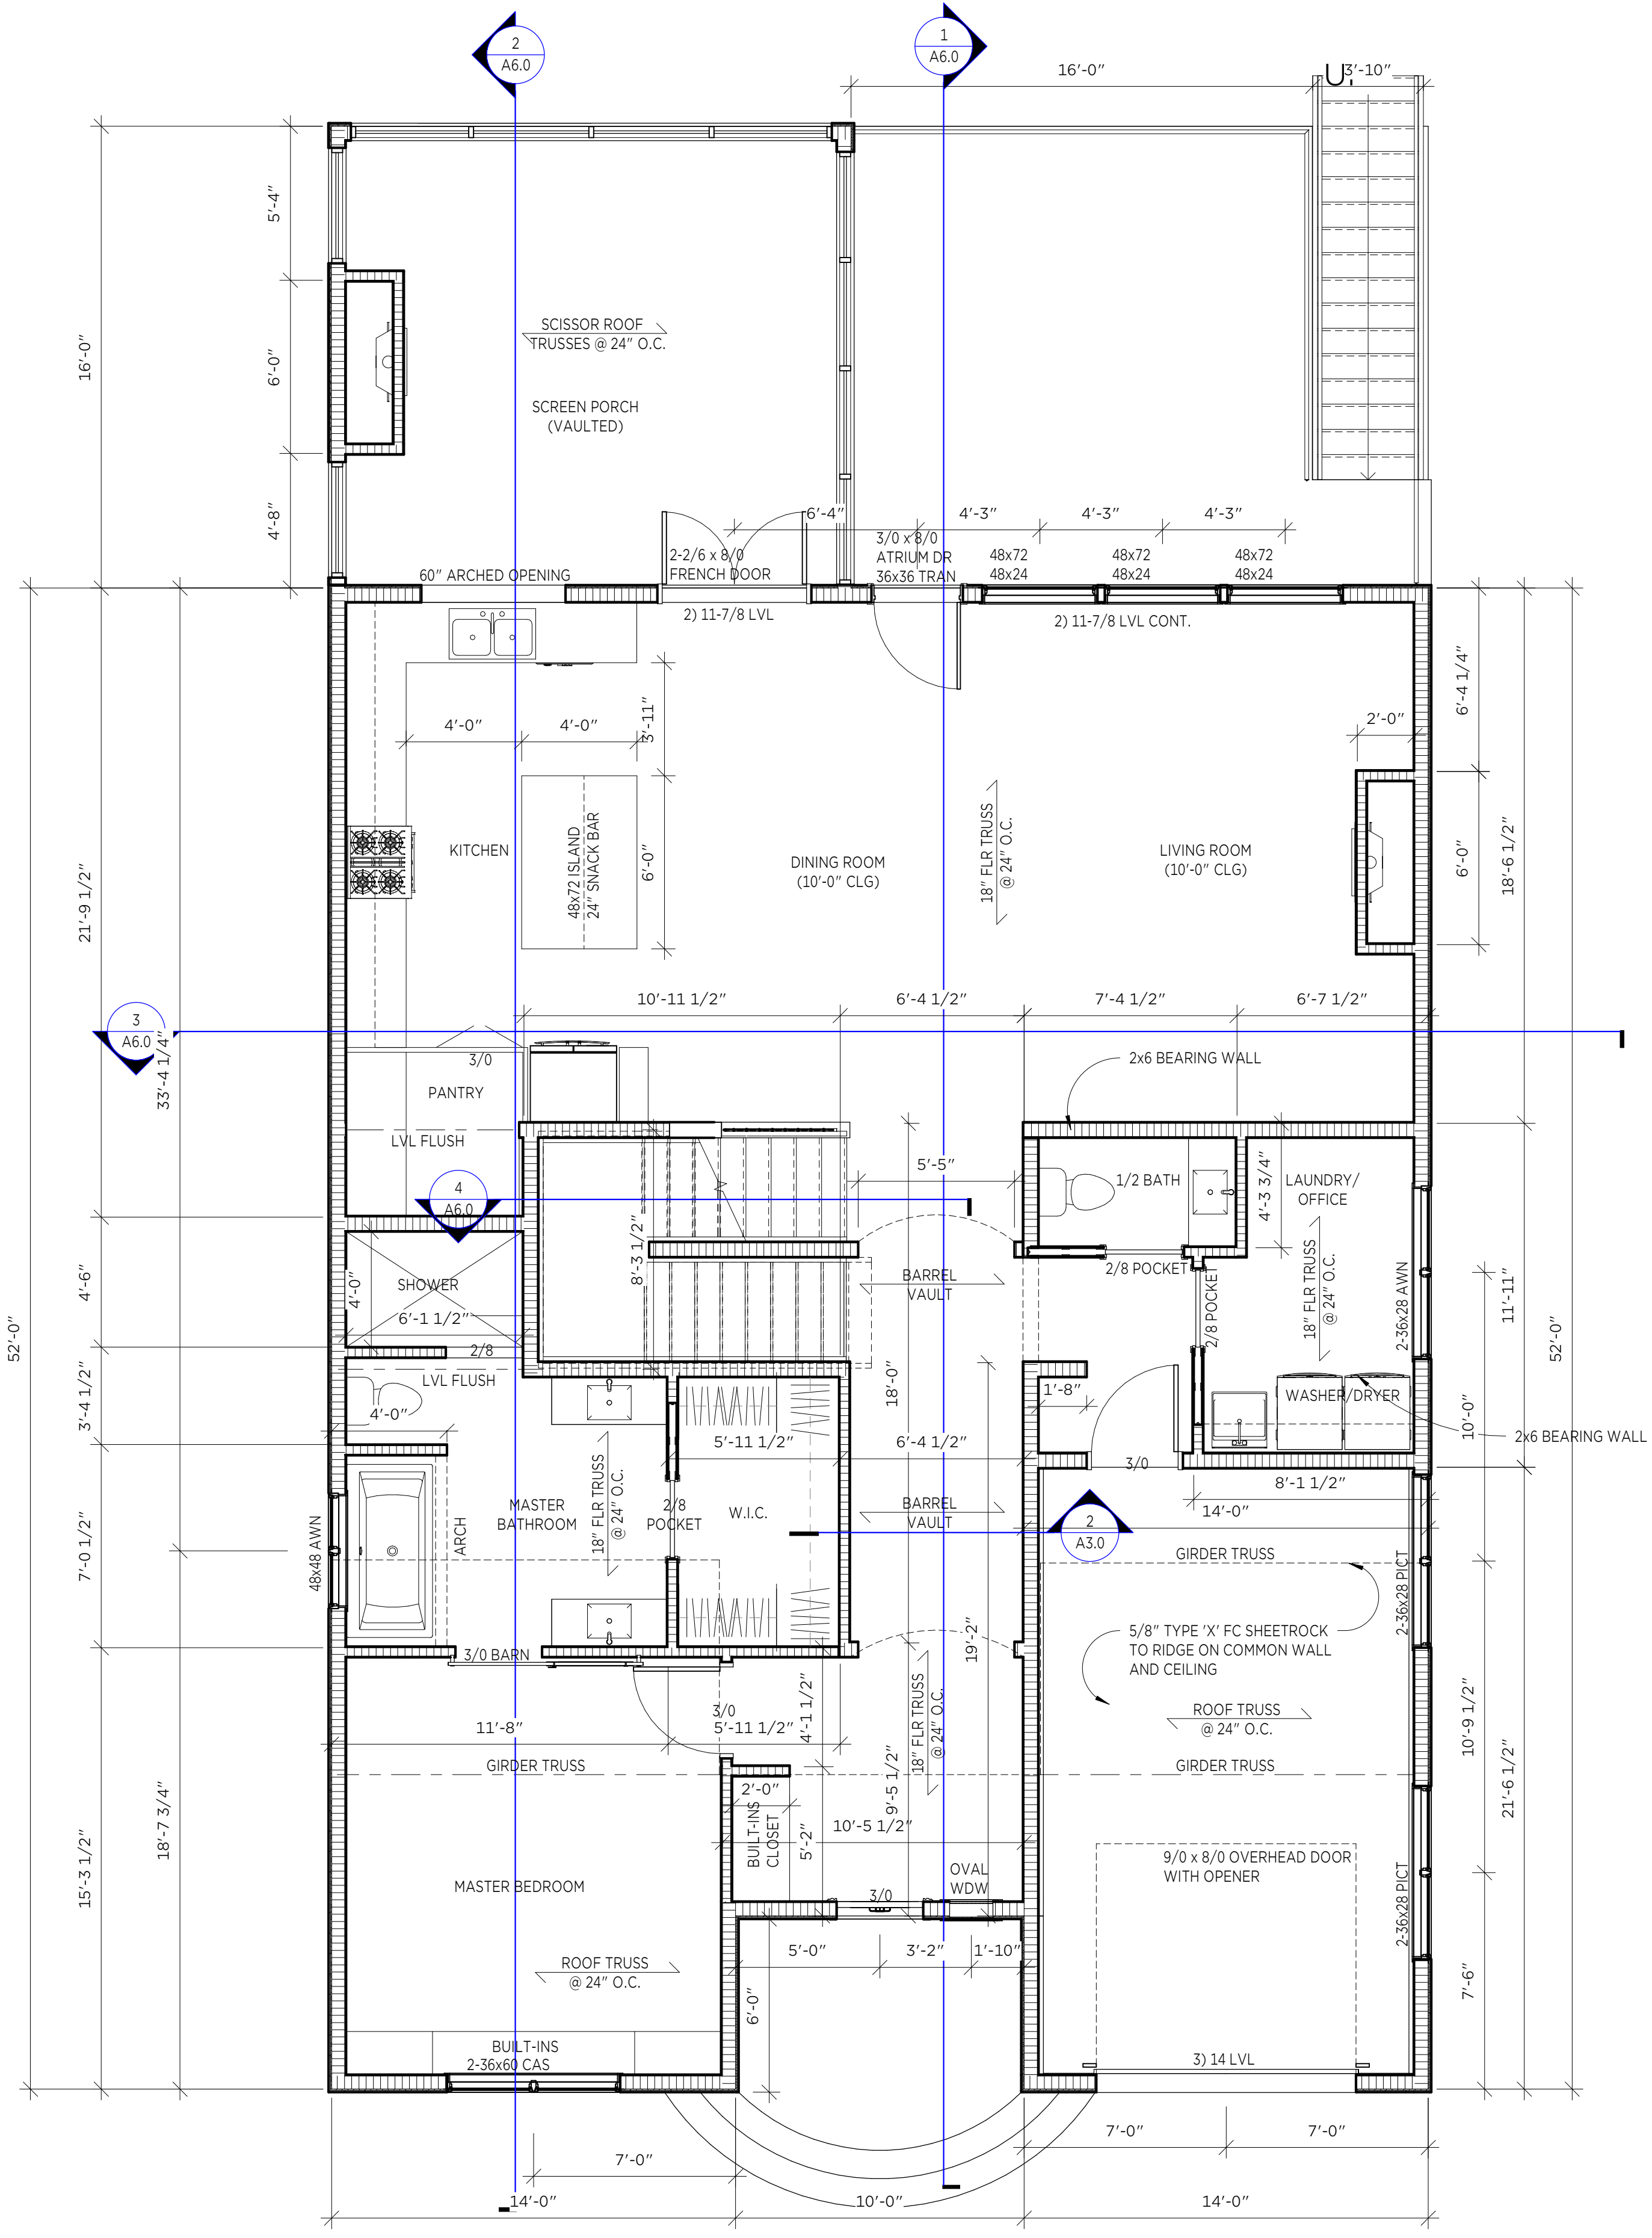 2
A6.0
1
A6.0
16'-0"
U.
3'-10"
5'-4"
16'-0"
6'-0"
SCISSOR ROOF
TRUSSES @ 24" O.C.
SCREEN PORCH
(VAULTED)
4'-8"
6'-4"
4'-3"
4'-3"
4'-3"
3/0 x 8/0
ATRIUM DR
36x36 TRAN
48x72
48x24
48x72
48x24
48x72
48x24
2-2/6 x 8/0
FRENCH DOOR
60" ARCHED OPENING
2) 11-7/8 LVL
2) 11-7/8 LVL CONT.
6'-4 1/4"
2'-0"
4'-0"
4'-0"
3'-11"
KITCHEN
48x72 ISLAND
24" SNACK BAR
6'-0"
DINING ROOM
(10'-0" CLG)
18" FLR TRUSS
@ 24" O.C.
LIVING ROOM
(10'-0" CLG)
6'-0"
18'-6 1/2"
21'-9 1/2"
10'-11 1/2"
6'-4 1/2"
7'-4 1/2"
6'-7 1/2"
3
A6.0
33'-4 1/4"
3/0
PANTRY
2x6 BEARING WALL
LVL FLUSH
4
A6.0
5'-5"
1/2 BATH
4'-3 3/4"
LAUNDRY/
OFFICE
8'-3 1/2"
4'-6"
4'-0"
SHOWER
6'-1 1/2"
BARREL
VAULT
2/8 POCKET
2/8 POCKET
18" FLR TRUSS
@ 24" O.C.
2-36x28 AWN
11'-11"
52'-0"
52'-0"
2/8
LVL FLUSH
3'-4 1/2"
4'-0"
18'-0"
1'-8"
WASHER/DRYER
10'-0"
2x6 BEARING WALL
5'-11 1/2"
6'-4 1/2"
3/0
8'-1 1/2"
14'-0"
7'-0 1/2"
48x48 AWN
ARCH
MASTER
BATHROOM
18" FLR TRUSS
@ 24" O.C.
2/8
POCKET
W.I.C.
BARREL
VAULT
2
A3.0
GIRDER TRUSS
2-36x28 PICT
5/8" TYPE 'X' FC SHEETROCK
TO RIDGE ON COMMON WALL
AND CEILING
19'-2"
3/0 BARN
3/0
11'-8"
5'-11 1/2"
4'-1 1/2"
18" FLR TRUSS
@ 24" O.C.
ROOF TRUSS
@ 24" O.C.
10'-9 1/2"
GIRDER TRUSS
GIRDER TRUSS
2'-0"
9'-5 1/2"
21'-6 1/2"
18'-7 3/4"
15'-3 1/2"
BUILT-INS
CLOSET
5'-2"
10'-5 1/2"
9/0 x 8/0 OVERHEAD DOOR
WITH OPENER
MASTER BEDROOM
3/0
OVAL
WDW
2-36x28 PICT
5'-0"
3'-2"
1'-10"
ROOF TRUSS
@ 24" O.C.
6'-0"
7'-6"
BUILT-INS
2-36x60 CAS
3) 14 LVL
7'-0"
7'-0"
7'-0"
14'-0"
10'-0"
14'-0"